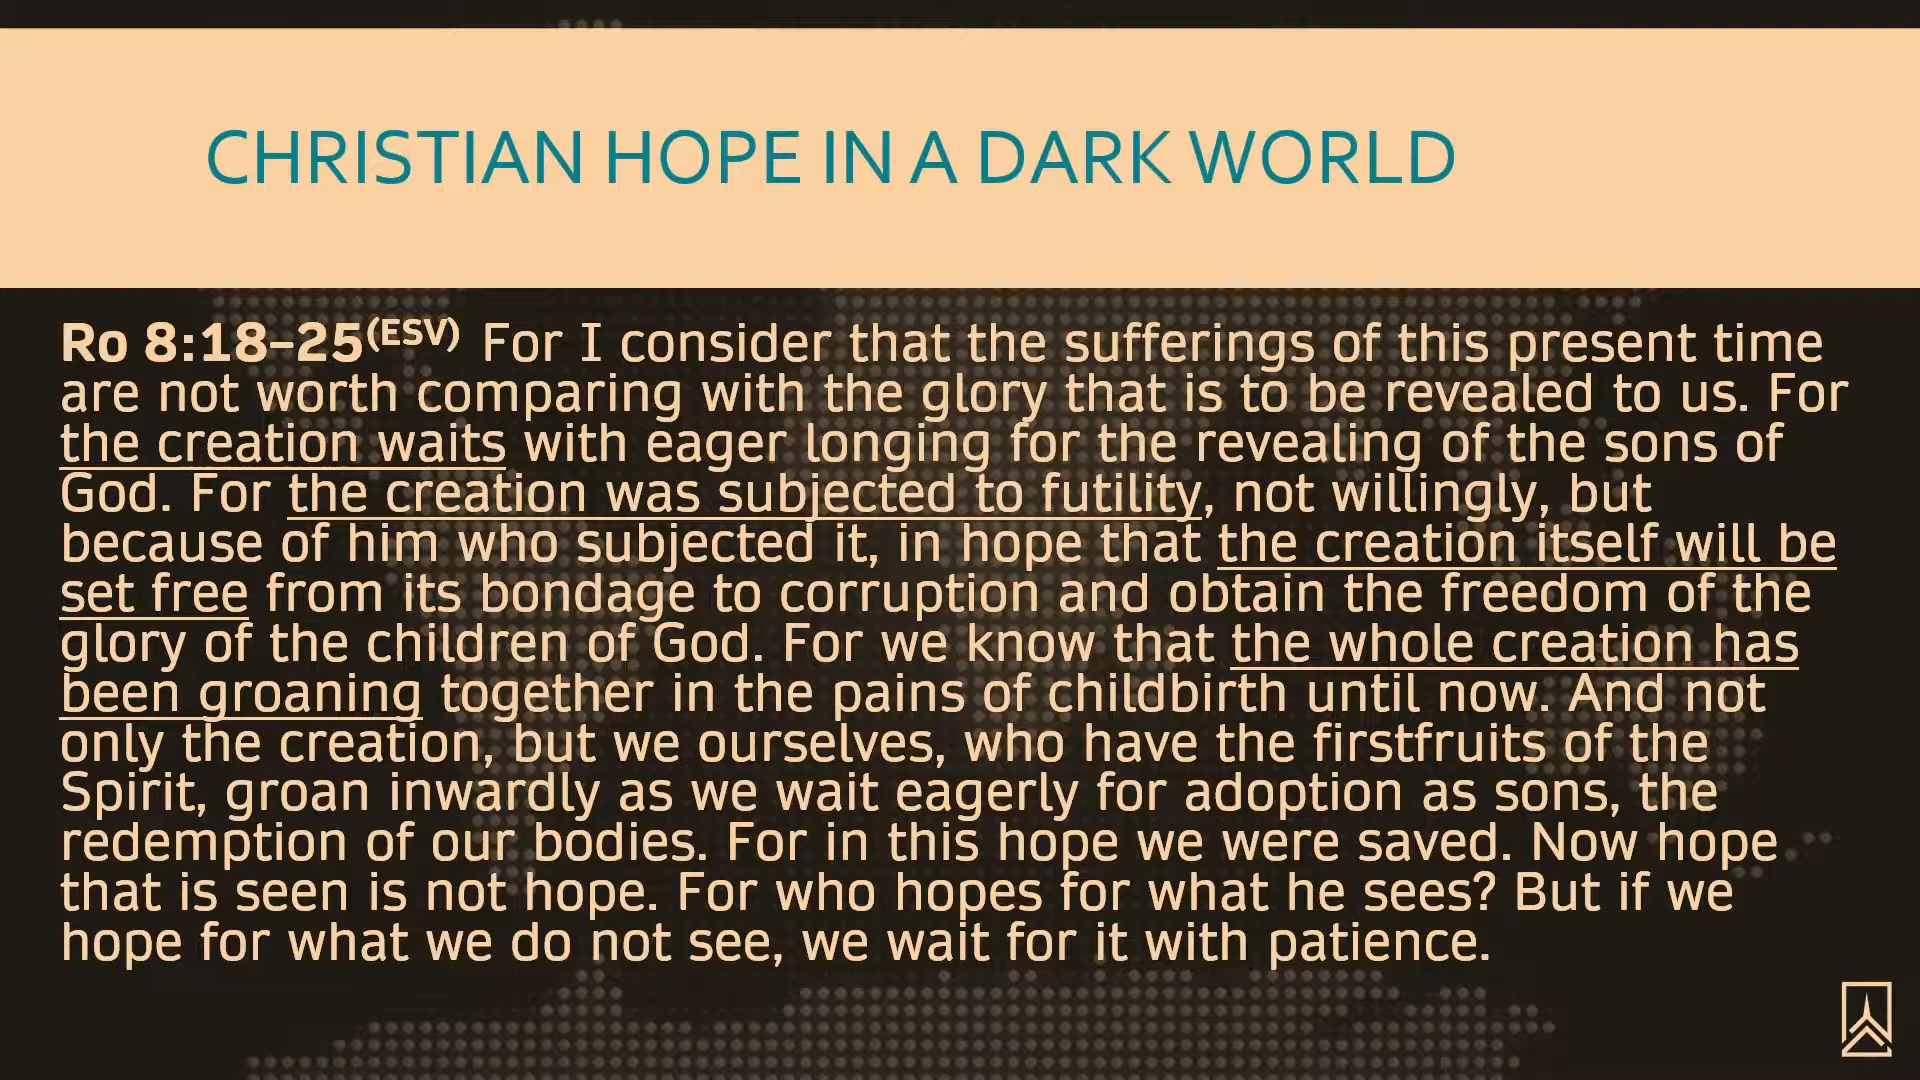 CHRISTIAN HOPE IN A DARK WORLD
Ro 8:18–25(ESV) For I consider that the sufferings of this present time
are not worth comparing with the glory that is to be revealed to us. For
the creation waits with eager longing for the revealing of the sons of
God. For the creation was subjected to futility, not willingly, but
because of him who subjected it, in hope that the creation itself will be
set free from its bondage to corruption and obtain the freedom of the
glory of the children of God. For we know that the whole creation has
been groaning together in the pains of childbirth until now. And not
only the creation, but we ourselves, who have the firstfruits of the
Spirit, groan inwardly as we wait eagerly for adoption as sons, the
redemption of our bodies. For in this hope we were saved. Now hope
that is seen is not hope. For who hopes for what he sees? But if we
hope for what we do not see, we wait for it with patience.